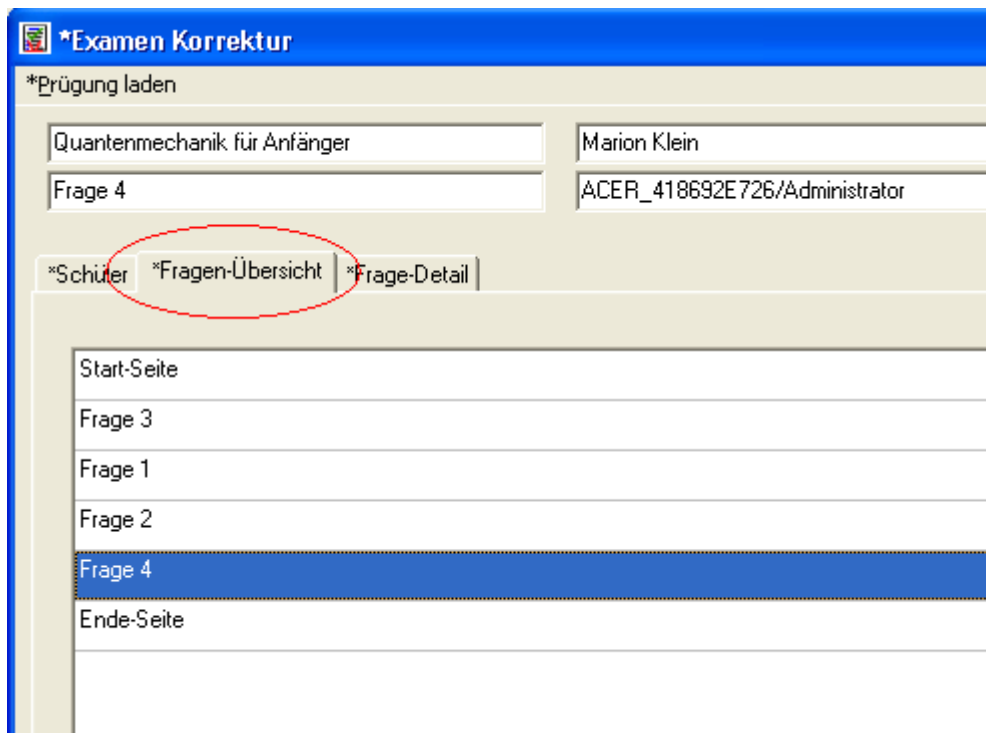 *Examen Korrektur
*Prügung laden
Quantenmechanik für Anfänger Marion Klein
Frage 4 ACER_418692E726/Administrator
*Schüler *Fragen-Übersicht *Frage-Detail
Start-Seite
Frage 3
Frage 1
Frage 2
Frage 4
Ende-Seite